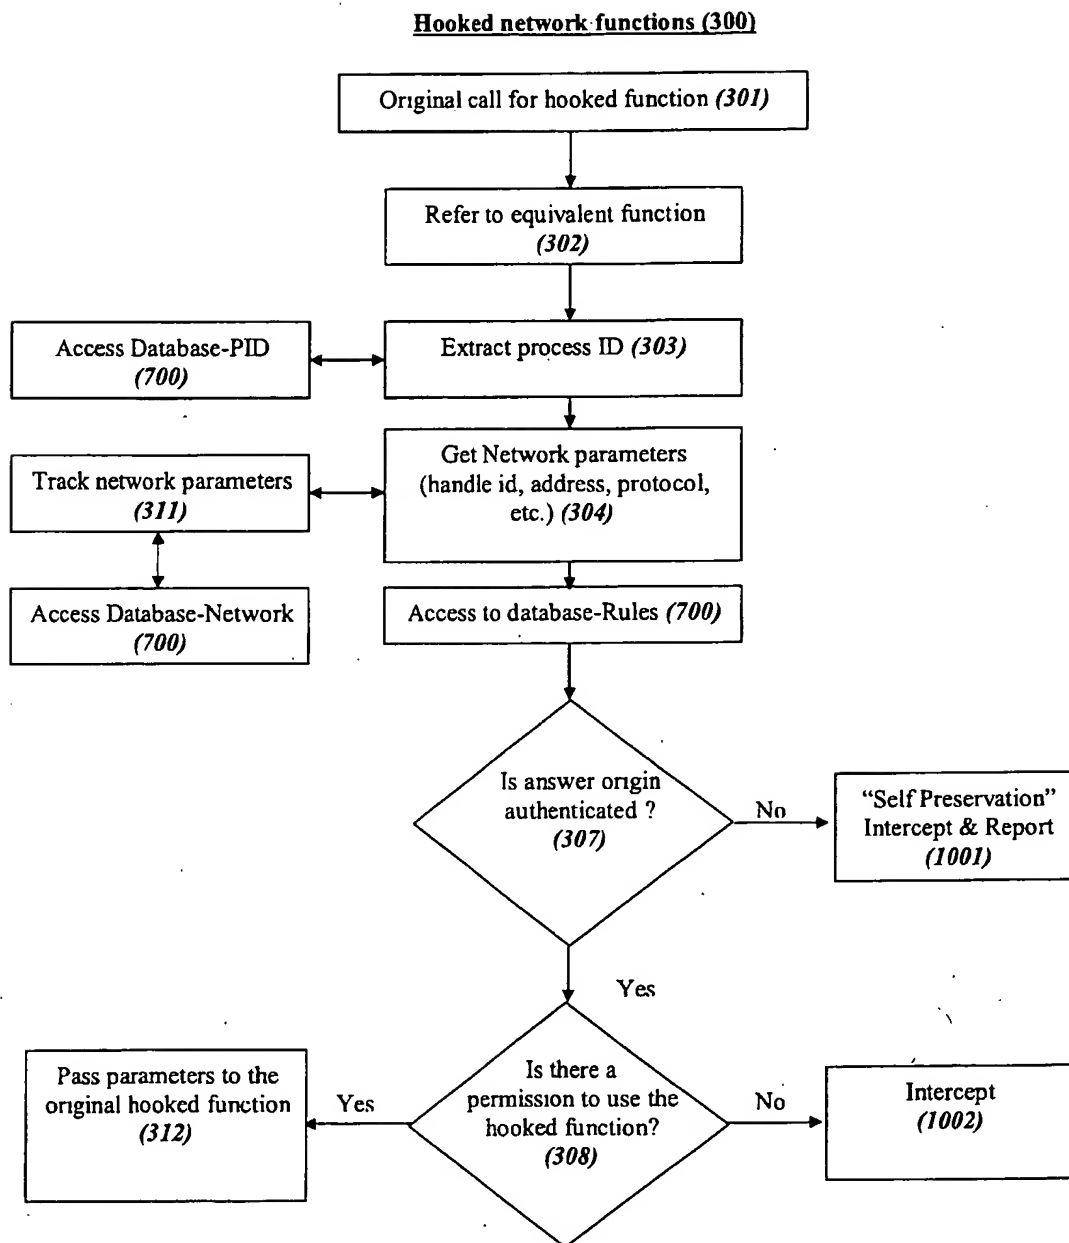 Hooked network functions (300)
Original call for hooked function (301)
Refer to equivalent function
(302)
Access Database-PID
(700)
Extract process ID (303)
Get Network parameters
(handle id, address, protocol,
etc.) (304)
Track network parameters
(311)
Access Database-Network
(700)
Access to database-Rules (700)
Is answer origin
authenticated ?
(307)
No
“Self Preservation”
Intercept & Report
(1001)
Yes
Is there a
permission to use the
hooked function?
(308)
Yes
Pass parameters to the
original hooked function
(312)
No
Intercept
(1002)